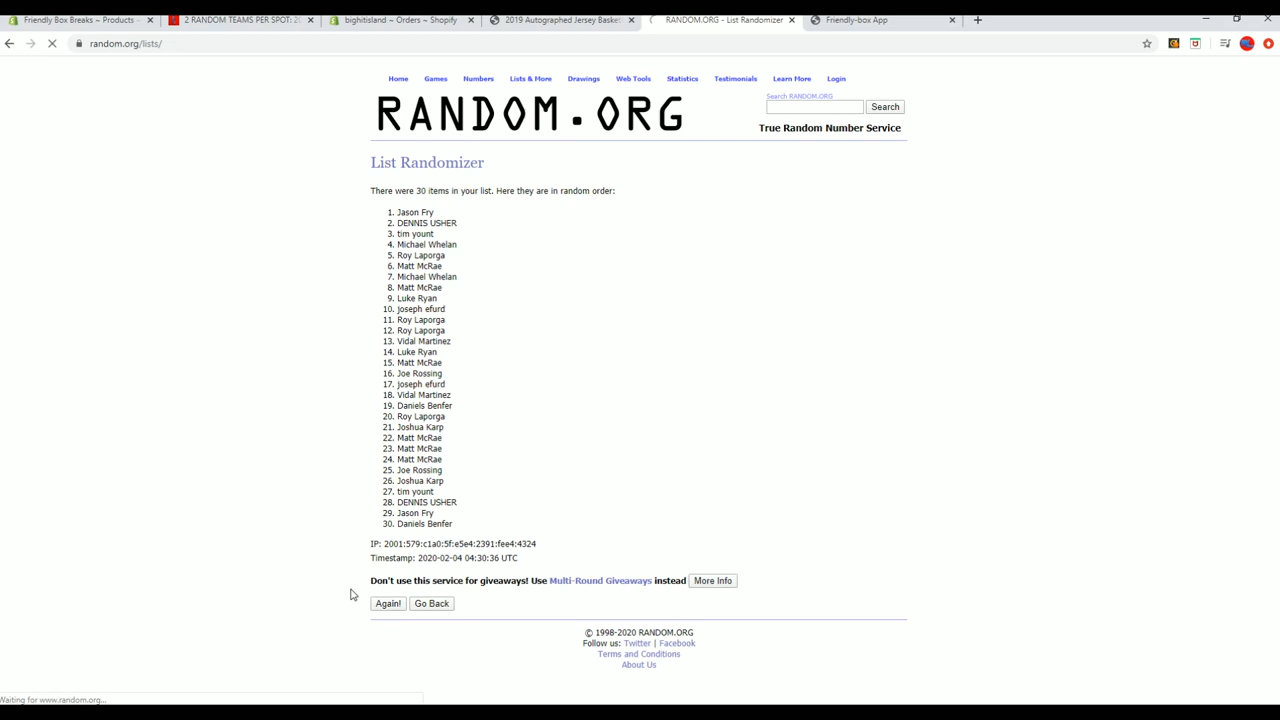 Friendly Box Breaks ~ Products ~
2 RANDOM TEAMS PER SPOT: 20
bighitisland ~ Orders ~ Shopify
2019 Autographed Jersey Basket
RANDOM.ORG - List Randomizer
Friendly-box App
random.org/lists/
Home Games Numbers Lists & More Drawings Web Tools Statistics Testimonials Learn More Login
RANDOM.ORG
Search RANDOM.ORG
Search
True Random Number Service
List Randomizer
There were 30 items in your list. Here they are in random order:
1. Jason Fry
2. DENNIS USHER
3. tim yount
4. Michael Whelan
5. Roy Laporga
6. Matt McRae
7. Michael Whelan
8. Matt McRae
9. Luke Ryan
10. joseph efurd
11. Roy Laporga
12. Roy Laporga
13. Vidal Martinez
14. Luke Ryan
15. Matt McRae
16. Joe Rossing
17. joseph efurd
18. Vidal Martinez
19. Daniels Benfer
20. Roy Laporga
21. Joshua Karp
22. Matt McRae
23. Matt McRae
24. Matt McRae
25. Joe Rossing
26. Joshua Karp
27. tim yount
28. DENNIS USHER
29. Jason Fry
30. Daniels Benfer
IP: 2001:579:c1a0:5f:e5e4:2391:fee4:4324
Timestamp: 2020-02-04 04:30:36 UTC
Don't use this service for giveaways! Use Multi-Round Giveaways instead More Info
Again! Go Back
© 1998-2020 RANDOM.ORG
Follow us: Twitter | Facebook
Terms and Conditions
About Us
Waiting for www.random.org...